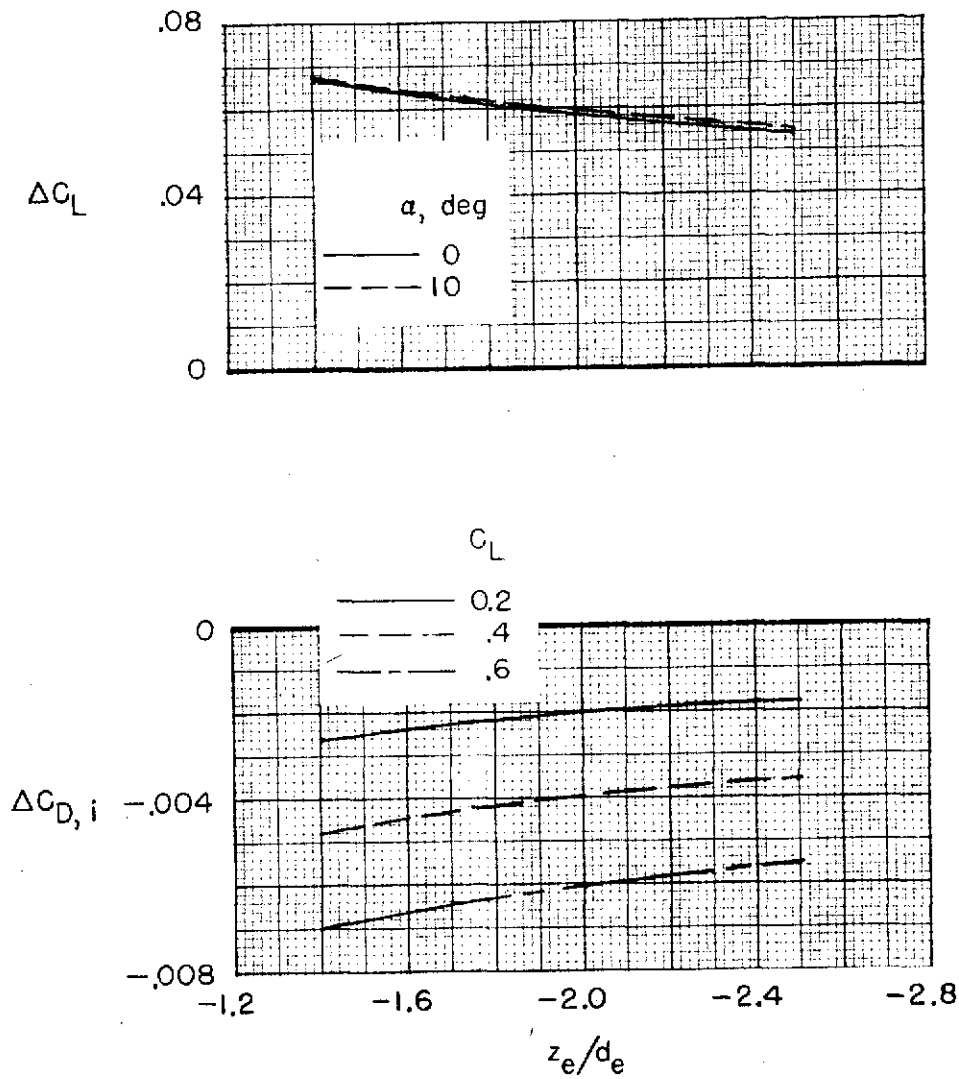 .08
ΔC_L
.04
0
α, deg
0
10
C_L
0.2
.4
.6
0
ΔC_D, i
-.004
-.008
-1.2 -1.6 -2.0 -2.4 -2.8
z_e/d_e